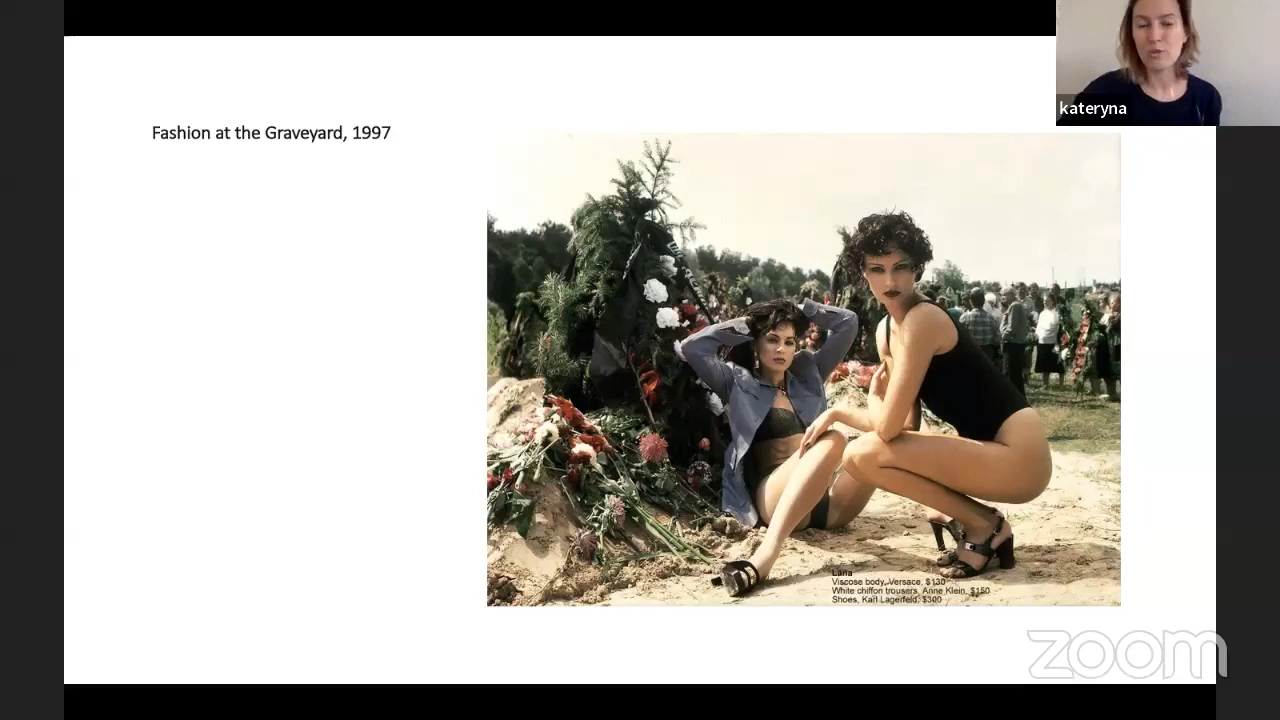 kateryna
Fashion at the Graveyard, 1997
Lana
Viscose body, Versace, $130
White chiffon trousers, Anne Klein, $150
Shoes, Karl Lagerfeld, $300
zoom